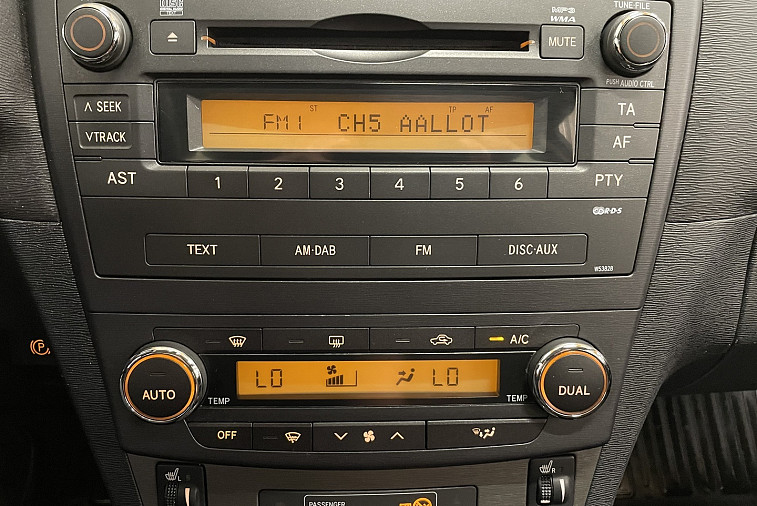 TUNE·FILE
MP3
WMA
MUTE
PUSH AUDIO CTRL
ST TP AF
FM1 CH5 AALLOT
∧ SEEK
∨ TRACK
TA
AF
AST 1 2 3 4 5 6 PTY
R·D·S
TEXT AM·DAB FM DISC·AUX
W53828
A/C
AUTO
TEMP
LO LO
TEMP
DUAL
OFF
L
R
PASSENGER